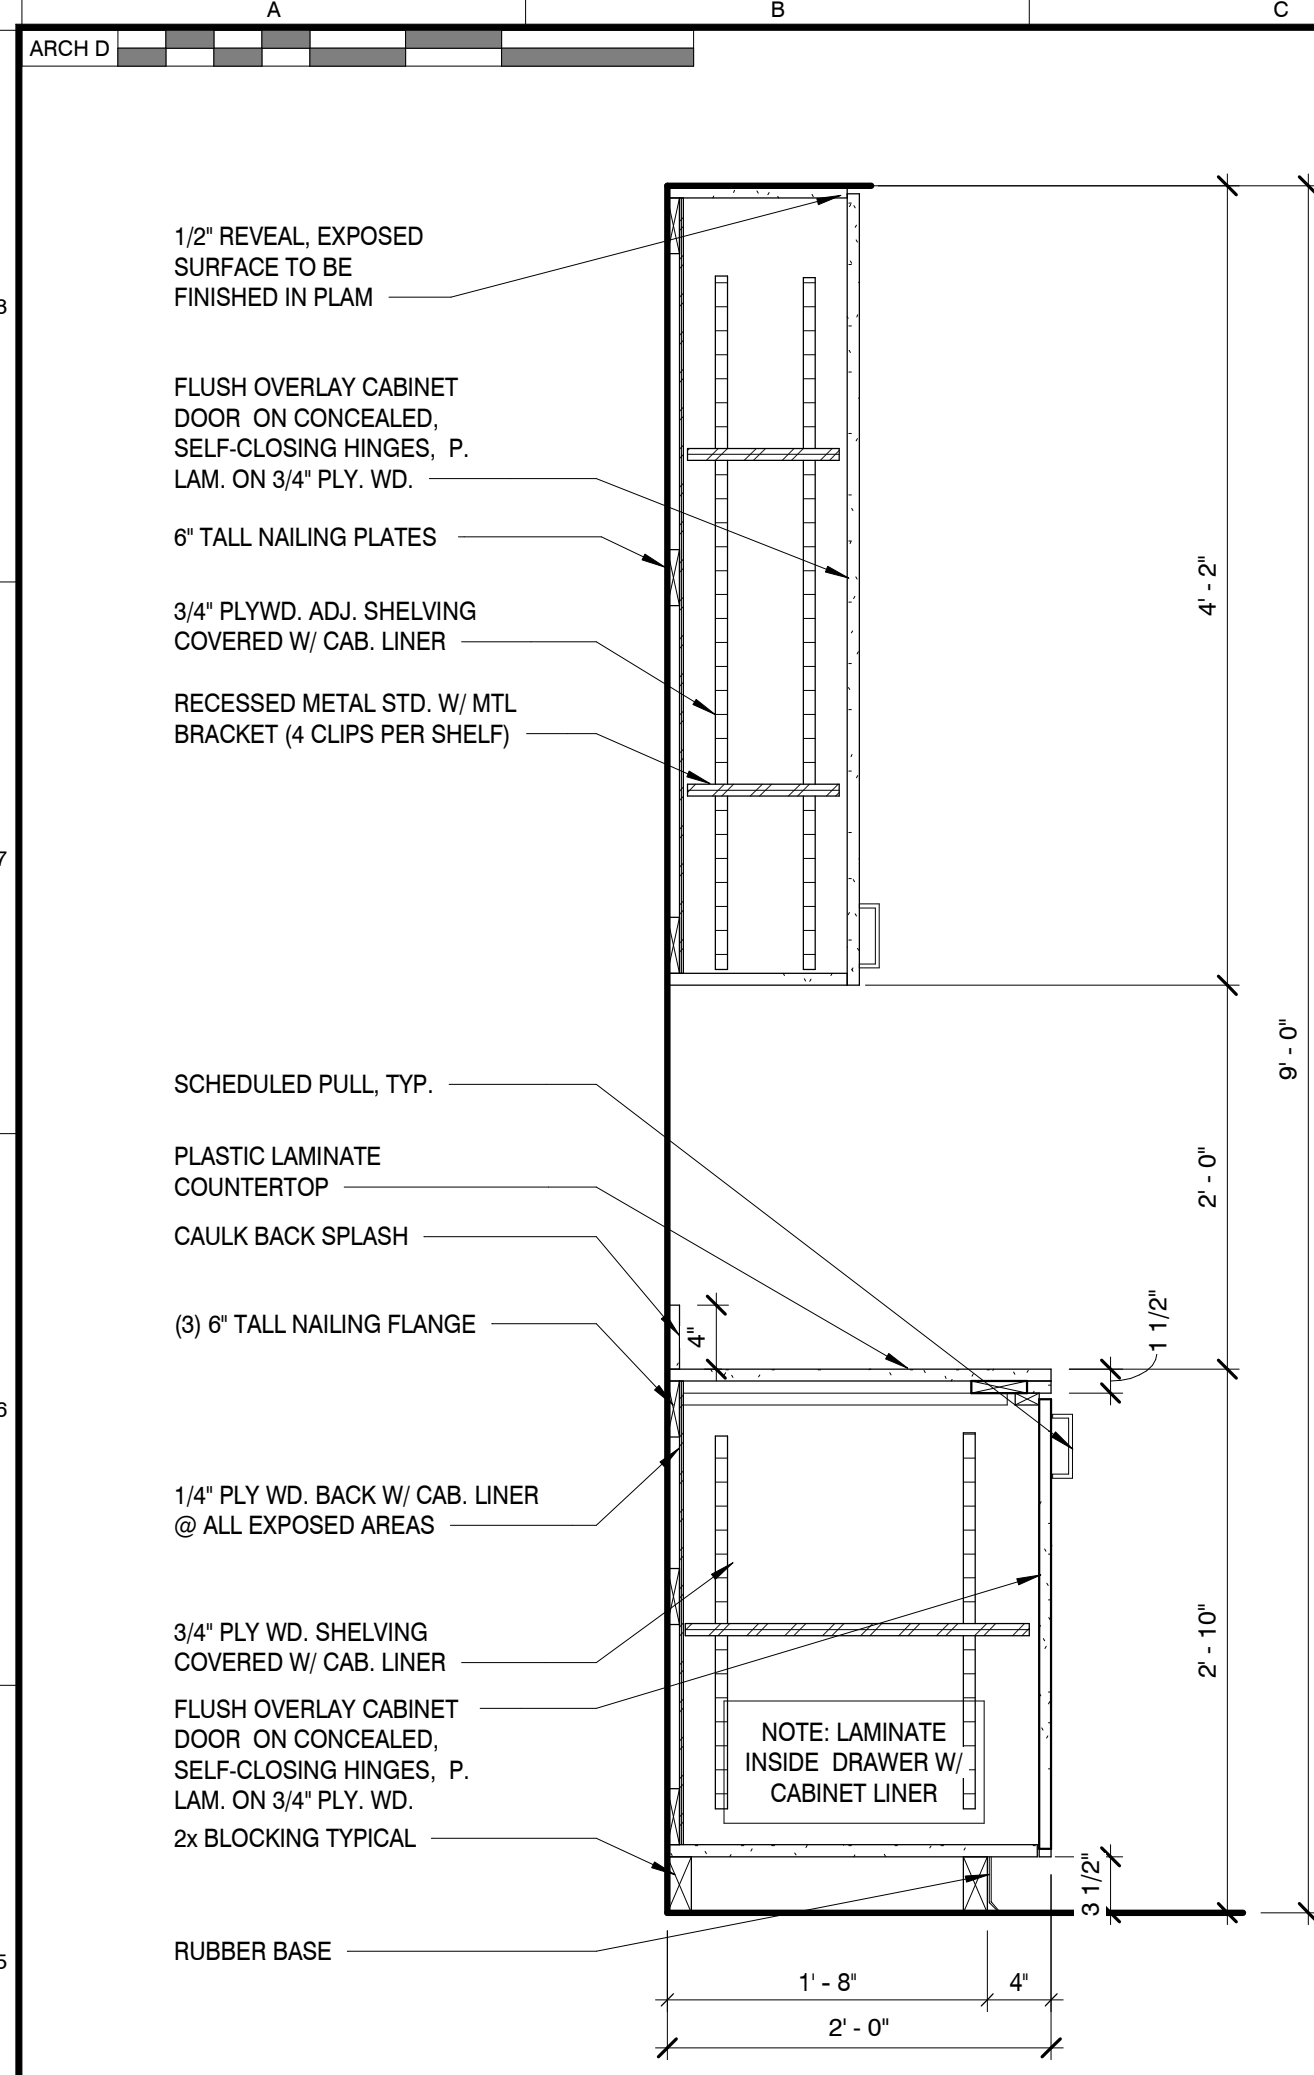 A
B
C
ARCH D
1/2" REVEAL, EXPOSED
SURFACE TO BE
FINISHED IN PLAM
8
FLUSH OVERLAY CABINET
DOOR  ON CONCEALED,
SELF-CLOSING HINGES,  P.
LAM. ON 3/4" PLY. WD.
6" TALL NAILING PLATES
3/4" PLYWD. ADJ. SHELVING
COVERED W/ CAB. LINER
4' - 2"
RECESSED METAL STD. W/ MTL
BRACKET (4 CLIPS PER SHELF)
7
9' - 0"
SCHEDULED PULL, TYP.
PLASTIC LAMINATE
COUNTERTOP
2' - 0"
CAULK BACK SPLASH
(3) 6" TALL NAILING FLANGE
4"
1 1/2"
6
1/4" PLY WD. BACK W/ CAB. LINER
@ ALL EXPOSED AREAS
3/4" PLY WD. SHELVING
COVERED W/ CAB. LINER
2' - 10"
FLUSH OVERLAY CABINET
DOOR  ON CONCEALED,
SELF-CLOSING HINGES,  P.
LAM. ON 3/4" PLY. WD.
NOTE: LAMINATE
INSIDE  DRAWER W/
CABINET LINER
2x BLOCKING TYPICAL
3 1/2"
RUBBER BASE
5
1' - 8"
4"
2' - 0"